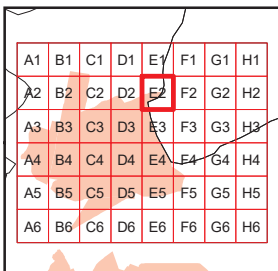 A1 B1 C1 D1 E1 F1 G1 H1
A2 B2 C2 D2 E2 F2 G2 H2
A3 B3 C3 D3 E3 F3 G3 H3
A4 B4 C4 D4 E4 F4 G4 H4
A5 B5 C5 D5 E5 F5 G5 H5
A6 B6 C6 D6 E6 F6 G6 H6